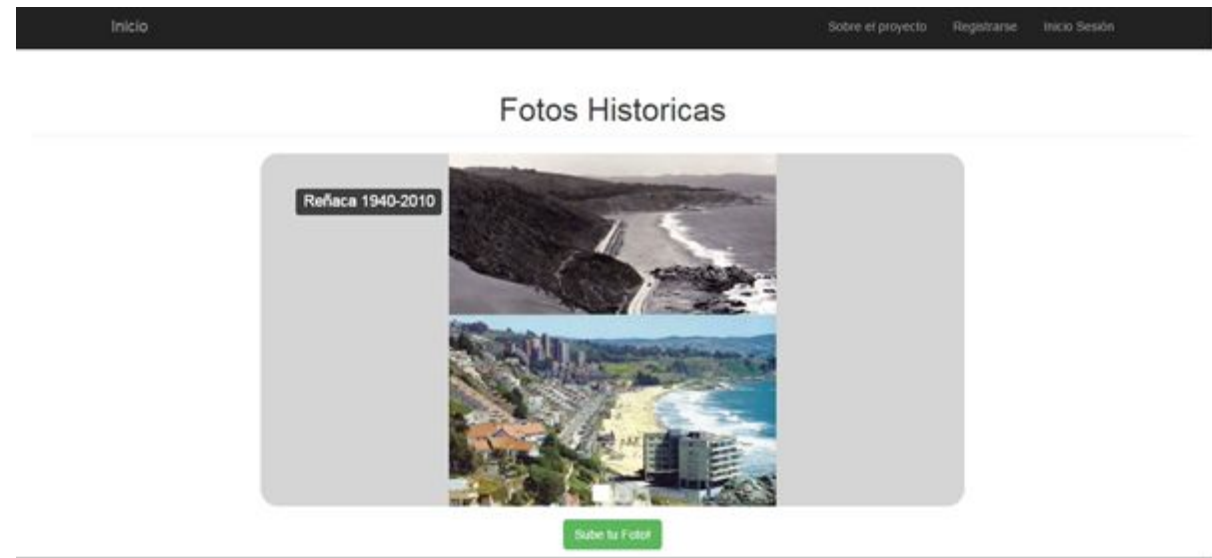 Inicio
Sobre el proyecto Registrarse Inicio Sesión
Fotos Historicas
Reñaca 1940-2010
Sube tu Foto!